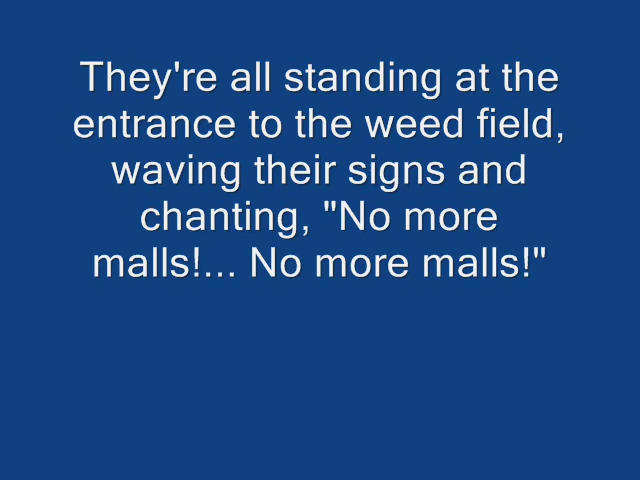 They're all standing at the
entrance to the weed field,
waving their signs and
chanting, "No more
malls!... No more malls!"